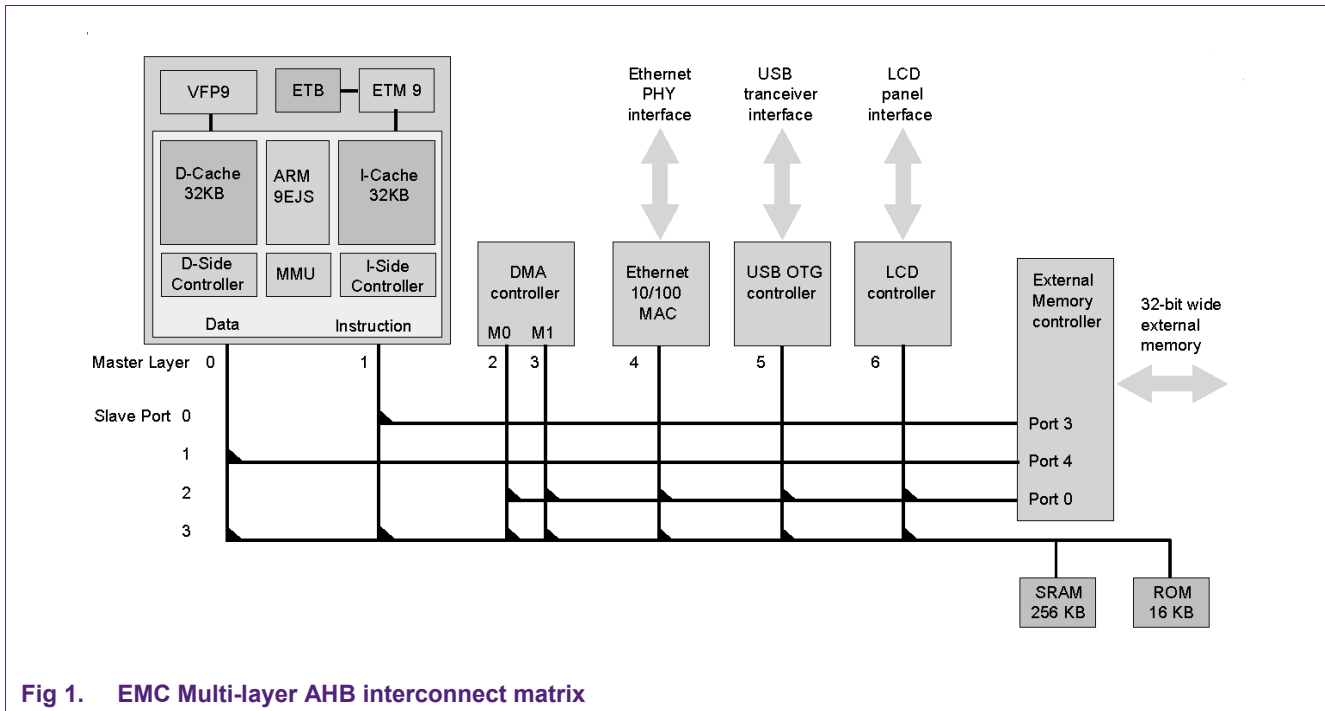 VFP9
ETB
ETM 9
D-Cache
32KB
ARM
9EJS
I-Cache
32KB
D-Side
Controller
MMU
I-Side
Controller
Data
Instruction
Ethernet
PHY
interface
USB
tranceiver
interface
LCD
panel
interface
DMA
controller
M0 M1
Ethernet
10/100
MAC
USB OTG
controller
LCD
controller
External
Memory
controller
32-bit wide
external
memory
Master Layer 0 1 2 3 4 5 6
Slave Port 0
Port 3
1
Port 4
2
Port 0
3
SRAM
256 KB
ROM
16 KB
Fig 1. EMC Multi-layer AHB interconnect matrix